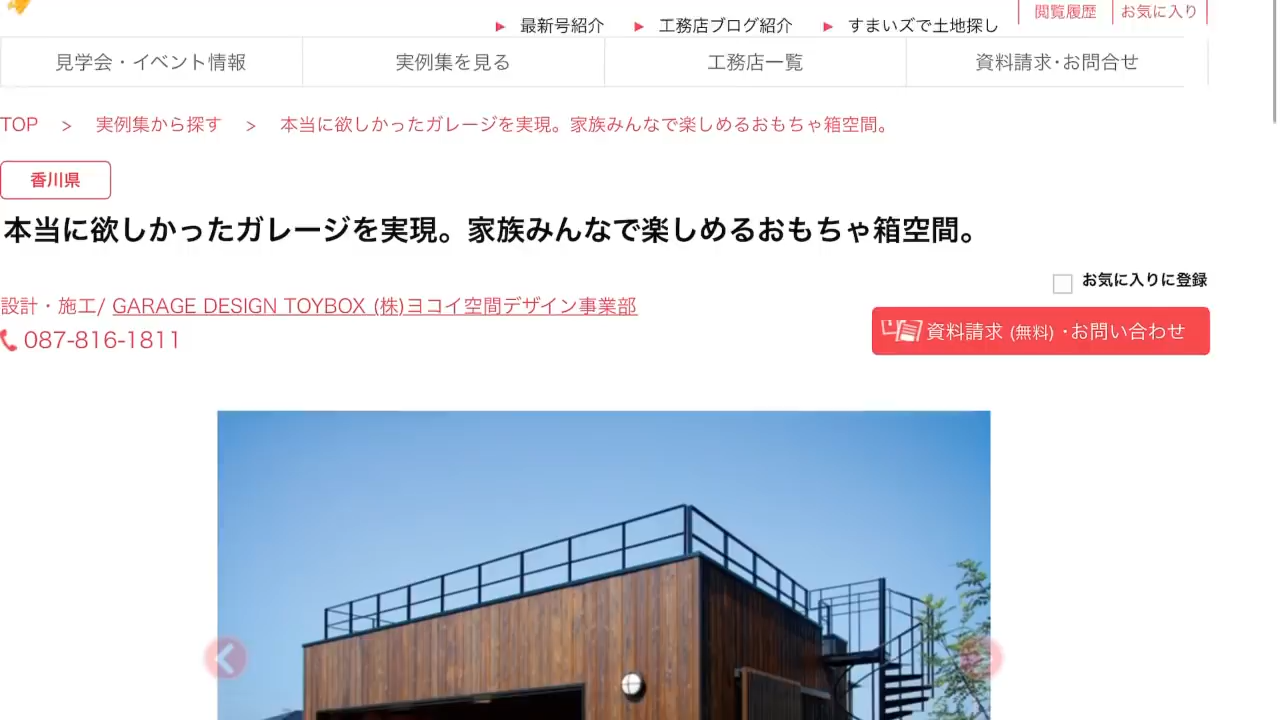 閲覧履歴 お気に入り
▶ 最新号紹介 ▶ 工務店ブログ紹介 ▶ すまいズで土地探し
見学会・イベント情報 実例集を見る 工務店一覧 資料請求･お問合せ
TOP > 実例集から探す > 本当に欲しかったガレージを実現。家族みんなで楽しめるおもちゃ箱空間。
香川県
本当に欲しかったガレージを実現。家族みんなで楽しめるおもちゃ箱空間。
お気に入りに登録
設計・施工/ GARAGE DESIGN TOYBOX (株)ヨコイ空間デザイン事業部
087-816-1811
資料請求 (無料) ･お問い合わせ